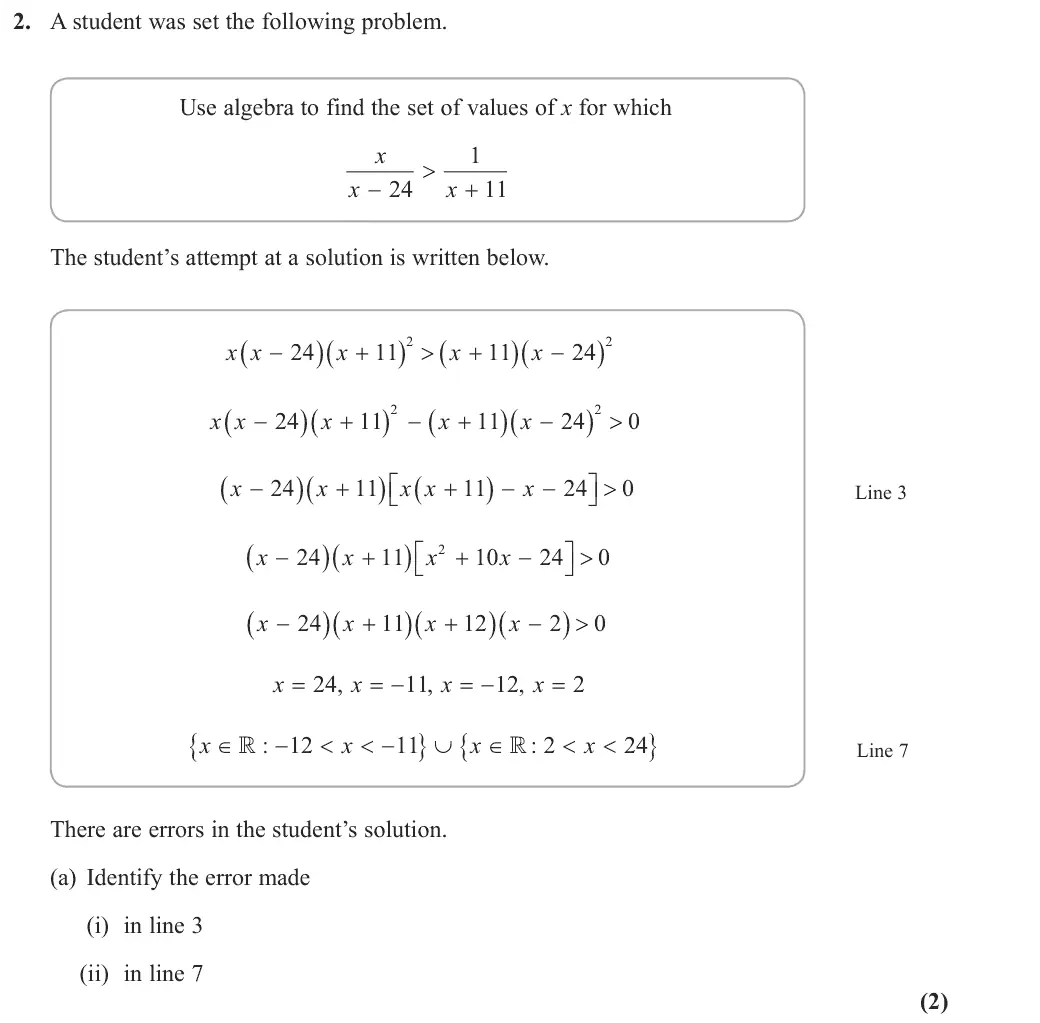 2. A student was set the following problem.
Use algebra to find the set of values of x for which
x/(x − 24) > 1/(x + 11)
The student’s attempt at a solution is written below.
x(x − 24)(x + 11)² > (x + 11)(x − 24)²
x(x − 24)(x + 11)² − (x + 11)(x − 24)² > 0
(x − 24)(x + 11)[x(x + 11) − x − 24] > 0 Line 3
(x − 24)(x + 11)[x² + 10x − 24] > 0
(x − 24)(x + 11)(x + 12)(x − 2) > 0
x = 24, x = −11, x = −12, x = 2
{x ∈ ℝ : −12 < x < −11} ∪ {x ∈ ℝ : 2 < x < 24} Line 7
There are errors in the student’s solution.
(a) Identify the error made
(i) in line 3
(ii) in line 7
(2)